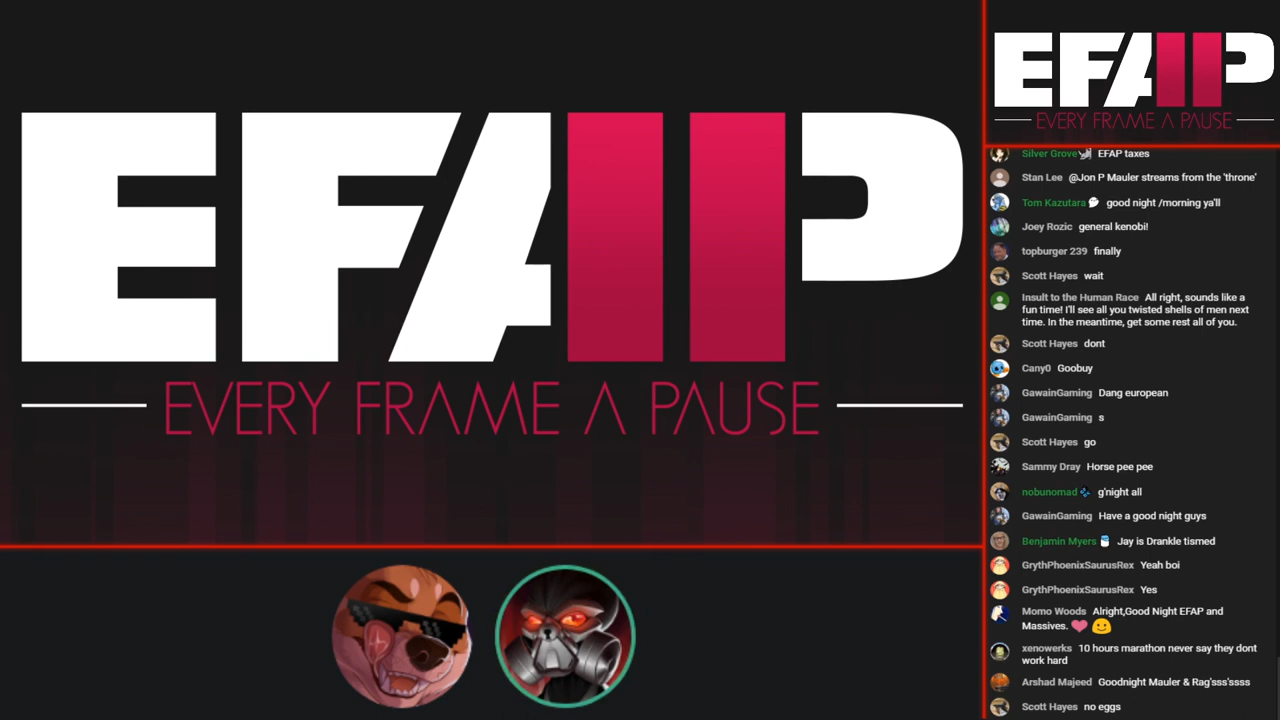 EFAP
EVERY FRAME A PAUSE
EFAP
EVERY FRAME A PAUSE
Silver Grove EFAP taxes
Stan Lee @Jon P Mauler streams from the 'throne'
Tom Kazutara good night /morning ya'll
Joey Rozic general kenobi!
topburger 239 finally
Scott Hayes wait
Insult to the Human Race All right, sounds like a
fun time! I'll see all you twisted shells of men next
time. In the meantime, get some rest all of you.
Scott Hayes dont
Cany0 Goobuy
GawainGaming Dang european
GawainGaming s
Scott Hayes go
Sammy Dray Horse pee pee
nobunomad g'night all
GawainGaming Have a good night guys
Benjamin Myers Jay is Drankle tismed
GrythPhoenixSaurusRex Yeah boi
GrythPhoenixSaurusRex Yes
Momo Woods Alright,Good Night EFAP and
Massives.
xenowerks 10 hours marathon never say they dont
work hard
Arshad Majeed Goodnight Mauler & Rag'sss'ssss
Scott Hayes no eggs